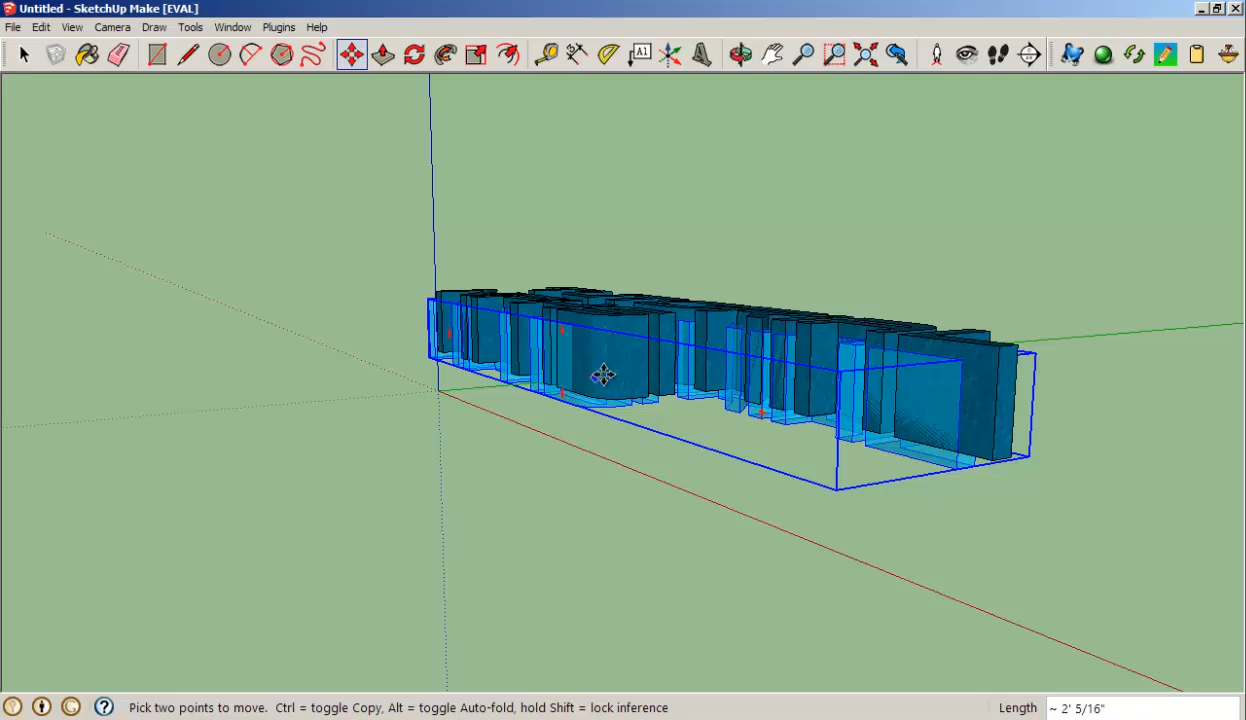 Untitled - SketchUp Make [EVAL]
File Edit View Camera Draw Tools Window Plugins Help
A1
Pick two points to move. Ctrl = toggle Copy, Alt = toggle Auto-fold, hold Shift = lock inference Length ~ 2' 5/16"